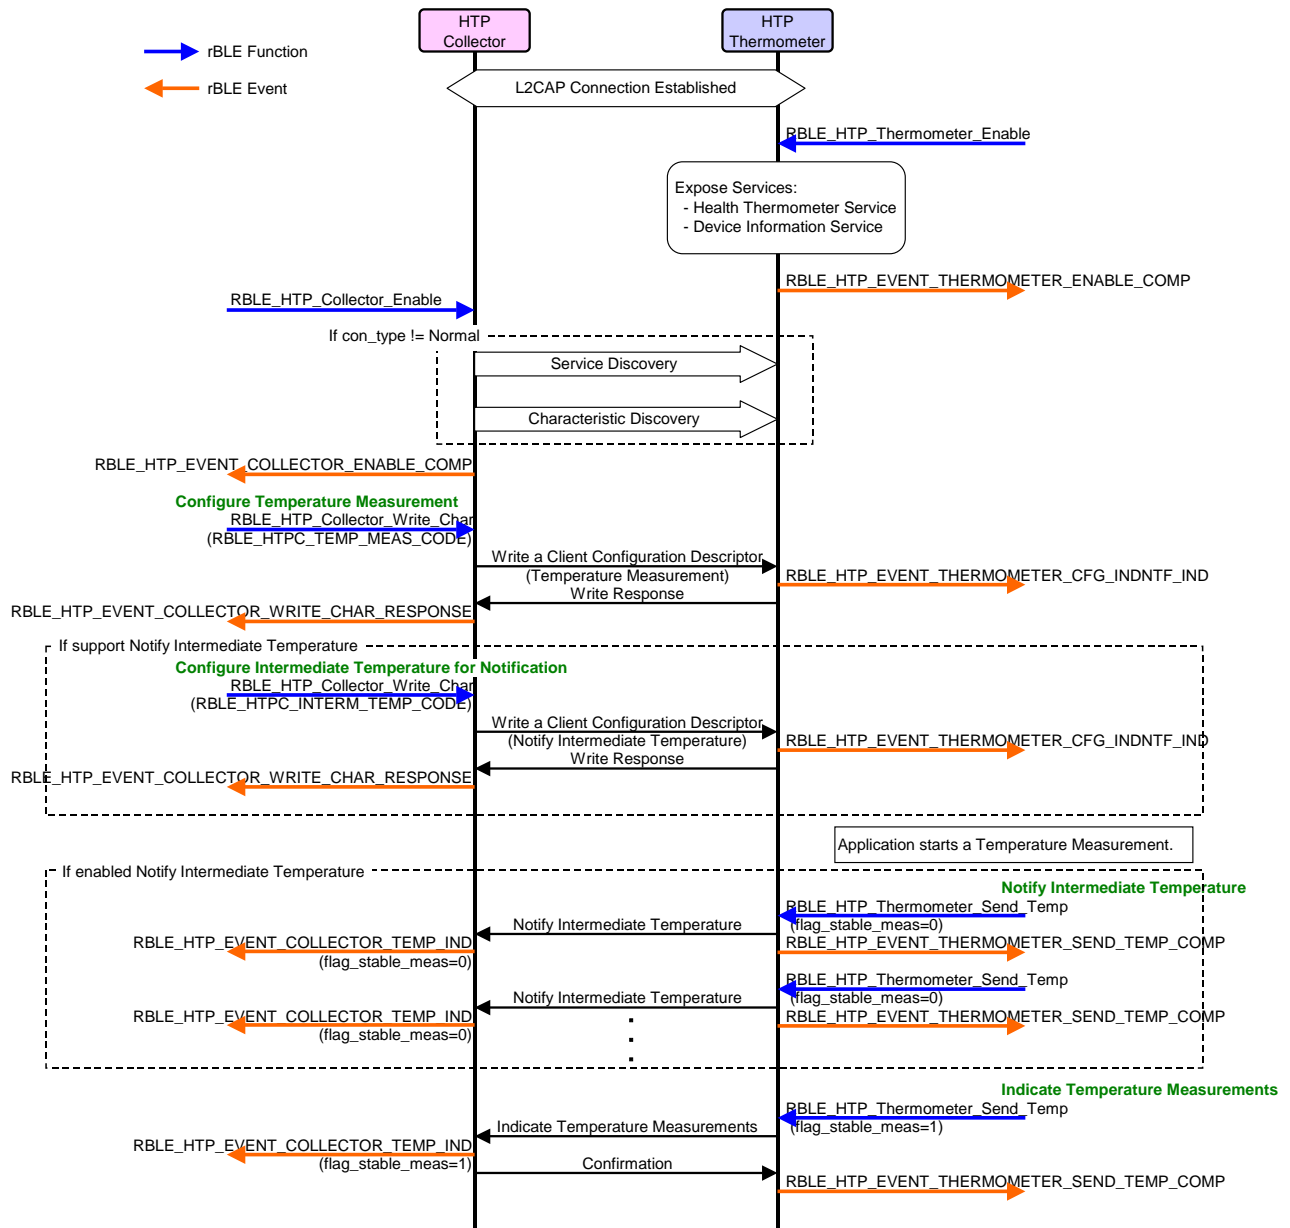 HTP
Collector
HTP
Thermometer
rBLE Function
rBLE Event
L2CAP Connection Established
RBLE_HTP_Thermometer_Enable
Expose Services:
- Health Thermometer Service
- Device Information Service
RBLE_HTP_EVENT_THERMOMETER_ENABLE_COMP
RBLE_HTP_Collector_Enable
If con_type != Normal
Service Discovery
Characteristic Discovery
RBLE_HTP_EVENT_COLLECTOR_ENABLE_COMP
Configure Temperature Measurement
RBLE_HTP_Collector_Write_Char
(RBLE_HTPC_TEMP_MEAS_CODE)
Write a Client Configuration Descriptor
(Temperature Measurement)
RBLE_HTP_EVENT_THERMOMETER_CFG_INDNTF_IND
Write Response
RBLE_HTP_EVENT_COLLECTOR_WRITE_CHAR_RESPONSE
If support Notify Intermediate Temperature
Configure Intermediate Temperature for Notification
RBLE_HTP_Collector_Write_Char
(RBLE_HTPC_INTERM_TEMP_CODE)
Write a Client Configuration Descriptor
(Notify Intermediate Temperature)
RBLE_HTP_EVENT_THERMOMETER_CFG_INDNTF_IND
Write Response
RBLE_HTP_EVENT_COLLECTOR_WRITE_CHAR_RESPONSE
Application starts a Temperature Measurement.
If enabled Notify Intermediate Temperature
Notify Intermediate Temperature
RBLE_HTP_Thermometer_Send_Temp
(flag_stable_meas=0)
Notify Intermediate Temperature
RBLE_HTP_EVENT_COLLECTOR_TEMP_IND
(flag_stable_meas=0)
RBLE_HTP_EVENT_THERMOMETER_SEND_TEMP_COMP
RBLE_HTP_Thermometer_Send_Temp
(flag_stable_meas=0)
Notify Intermediate Temperature
RBLE_HTP_EVENT_COLLECTOR_TEMP_IND
(flag_stable_meas=0)
RBLE_HTP_EVENT_THERMOMETER_SEND_TEMP_COMP
Indicate Temperature Measurements
RBLE_HTP_Thermometer_Send_Temp
(flag_stable_meas=1)
Indicate Temperature Measurements
RBLE_HTP_EVENT_COLLECTOR_TEMP_IND
(flag_stable_meas=1)
Confirmation
RBLE_HTP_EVENT_THERMOMETER_SEND_TEMP_COMP